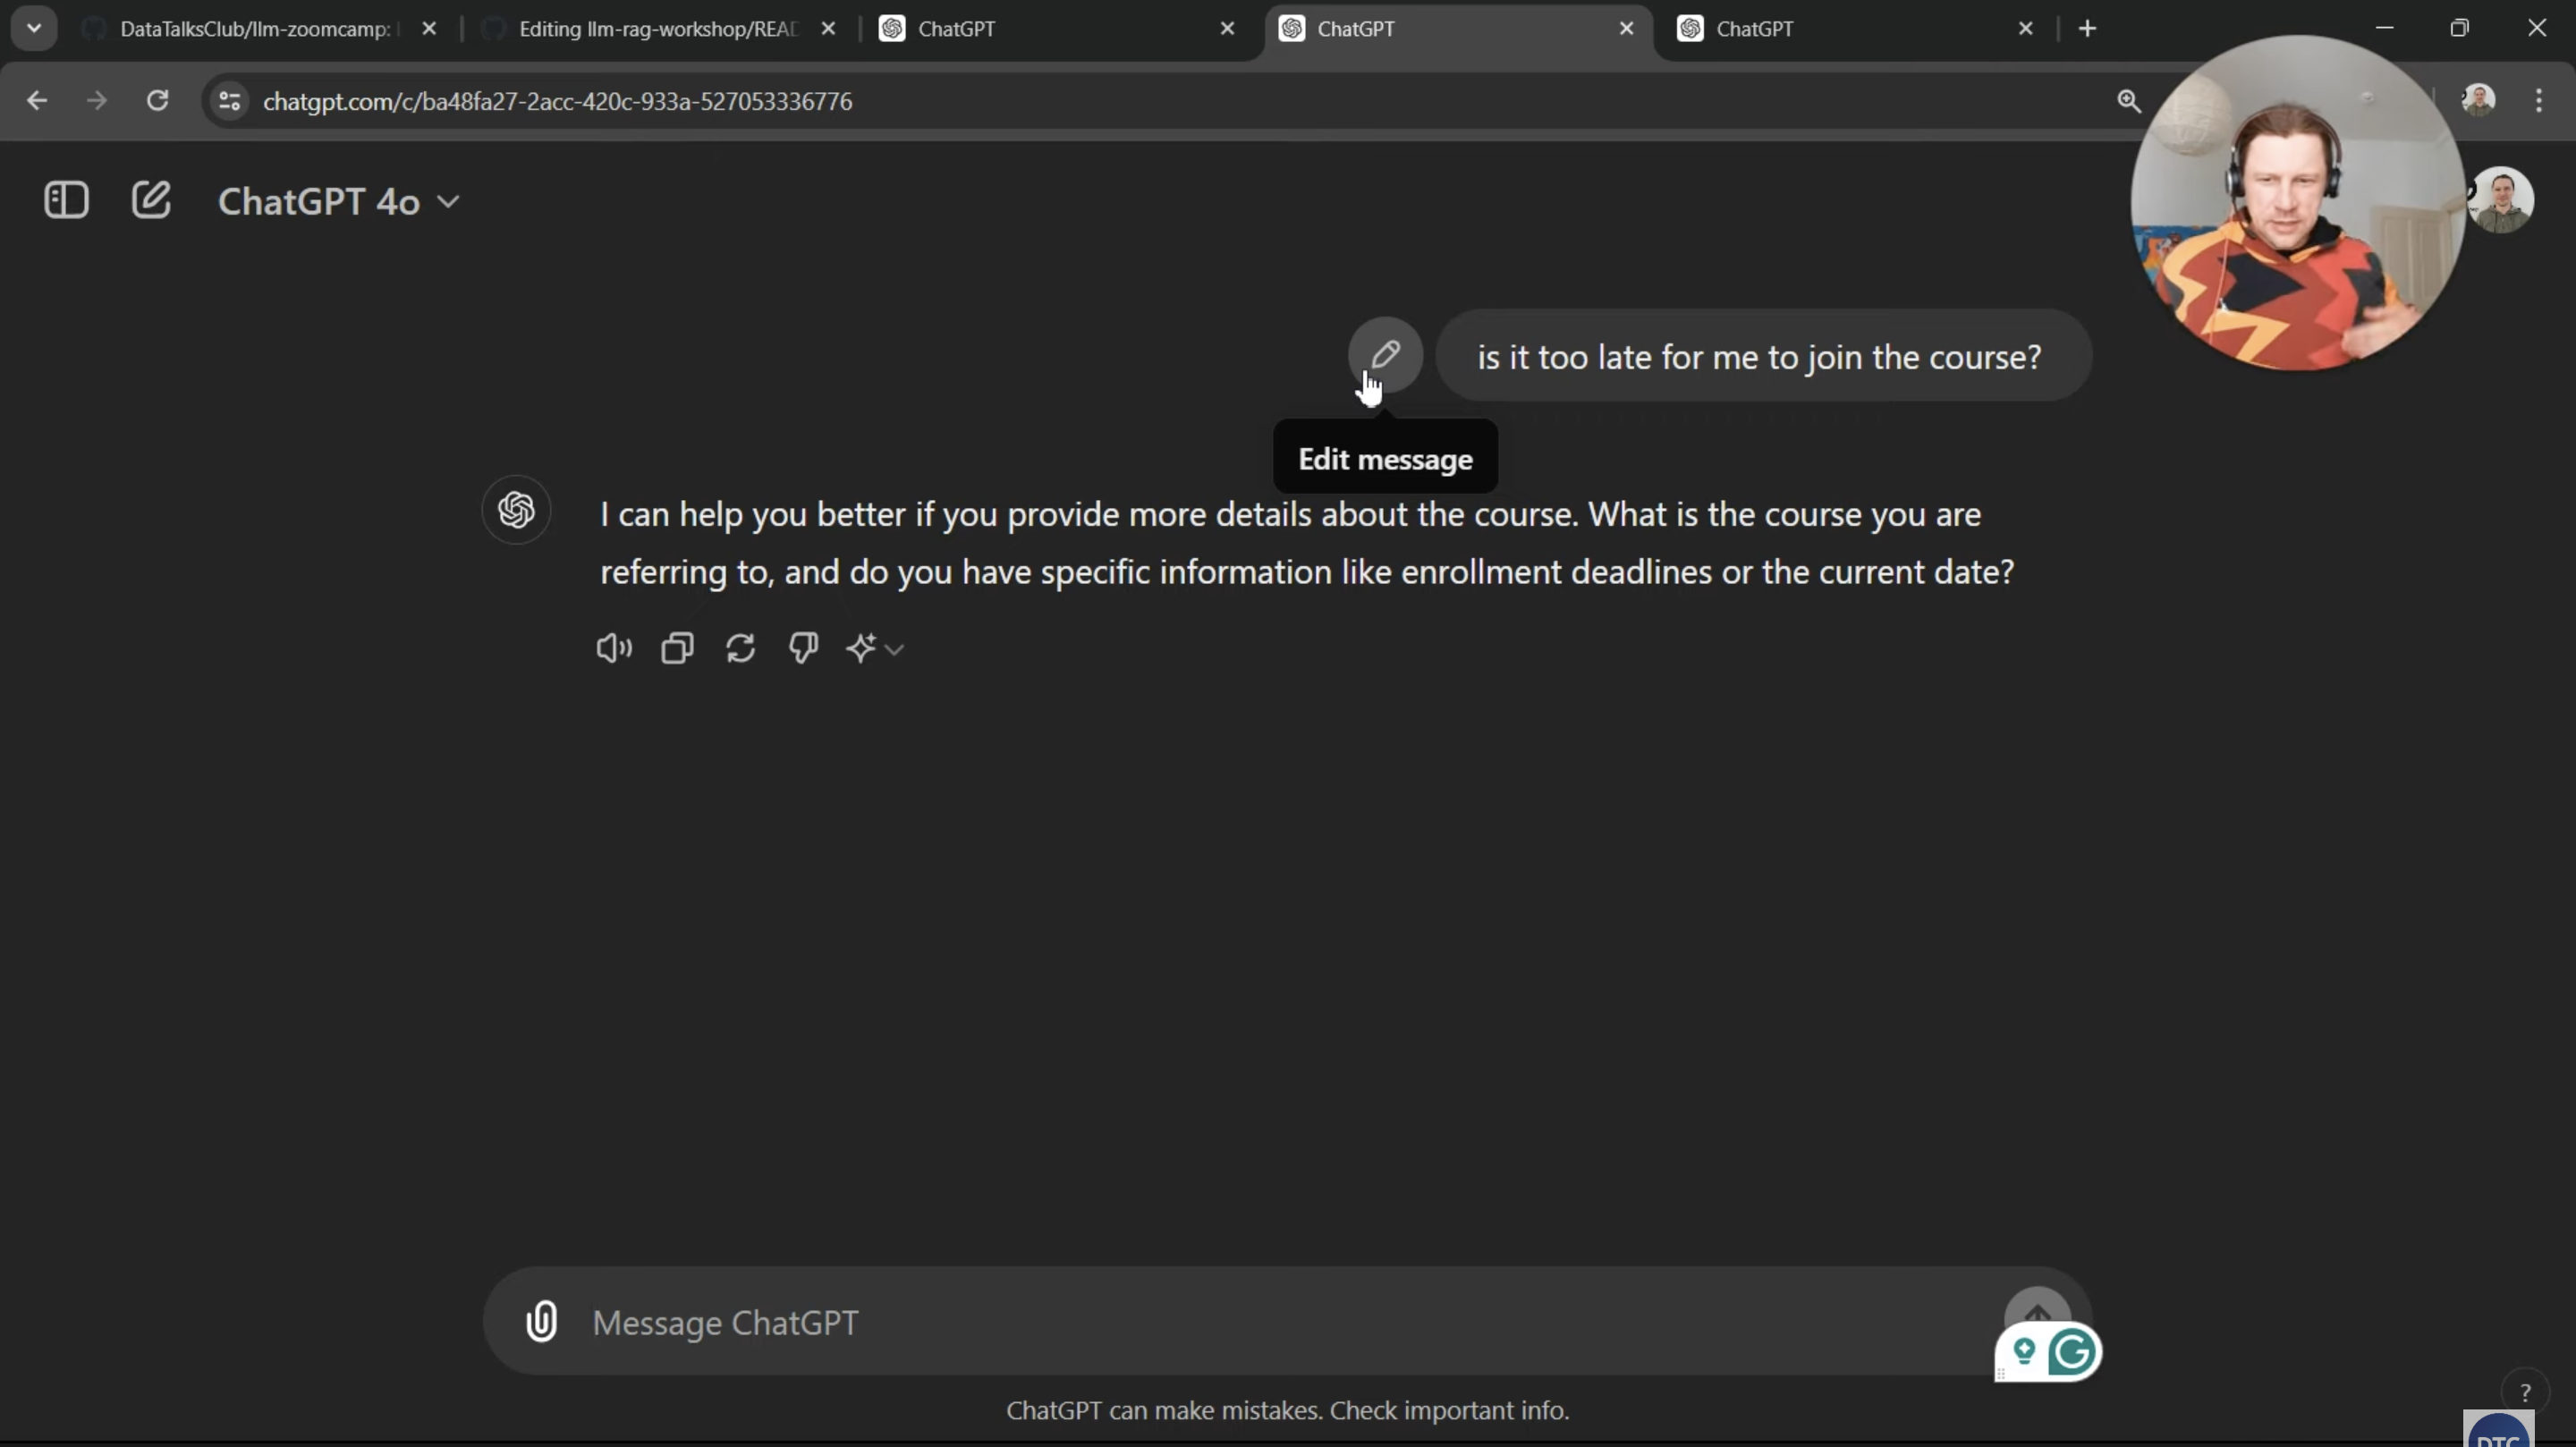 DataTalksClub/llm-zoomcamp:
Editing llm-rag-workshop/READ
ChatGPT
ChatGPT
ChatGPT
chatgpt.com/c/ba48fa27-2acc-420c-933a-527053336776
ChatGPT 4o
is it too late for me to join the course?
Edit message
I can help you better if you provide more details about the course. What is the course you are
referring to, and do you have specific information like enrollment deadlines or the current date?
Message ChatGPT
ChatGPT can make mistakes. Check important info.
?
DTC